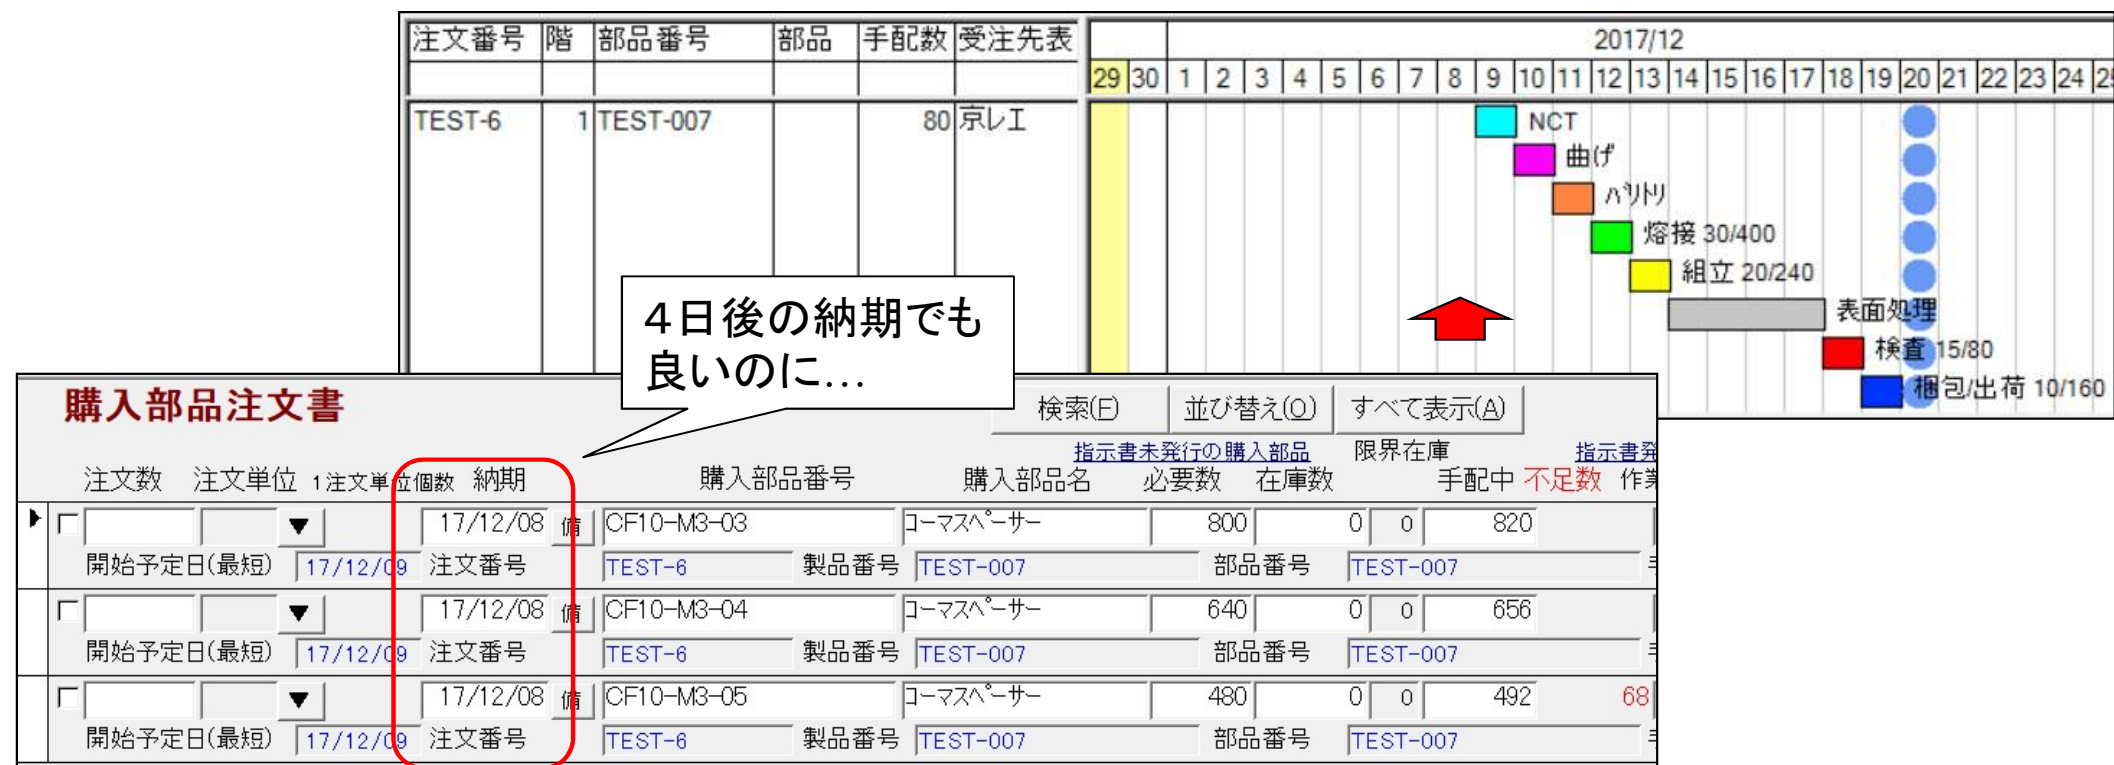 注文番号 階 部品番号 部品 手配数 受注先表 2017/12
29 30 1 2 3 4 5 6 7 8 9 10 11 12 13 14 15 16 17 18 19 20 21 22 23 24
TEST-6 1 TEST-007 80 京レエ NCT
曲げ
バリトリ
熔接 30/400
組立 20/240
表面処理
検査 15/80
梱包/出荷 10/160
4日後の納期でも
良いのに…
購入部品注文書 検索(F) 並び替え(O) すべて表示(A)
指示書未発行の購入部品 限界在庫 指示書発
注文数 注文単位 1注文単位個数 納期 購入部品番号 購入部品名 必要数 在庫数 手配中 不足数 作業
17/12/08 備 CF10-M3-03 コーマスペーサー 800 0 0 820
開始予定日(最短) 17/12/09 注文番号 TEST-6 製品番号 TEST-007 部品番号 TEST-007
17/12/08 備 CF10-M3-04 コーマスペーサー 640 0 0 656
開始予定日(最短) 17/12/09 注文番号 TEST-6 製品番号 TEST-007 部品番号 TEST-007
17/12/08 備 CF10-M3-05 コーマスペーサー 480 0 0 492 68
開始予定日(最短) 17/12/09 注文番号 TEST-6 製品番号 TEST-007 部品番号 TEST-007